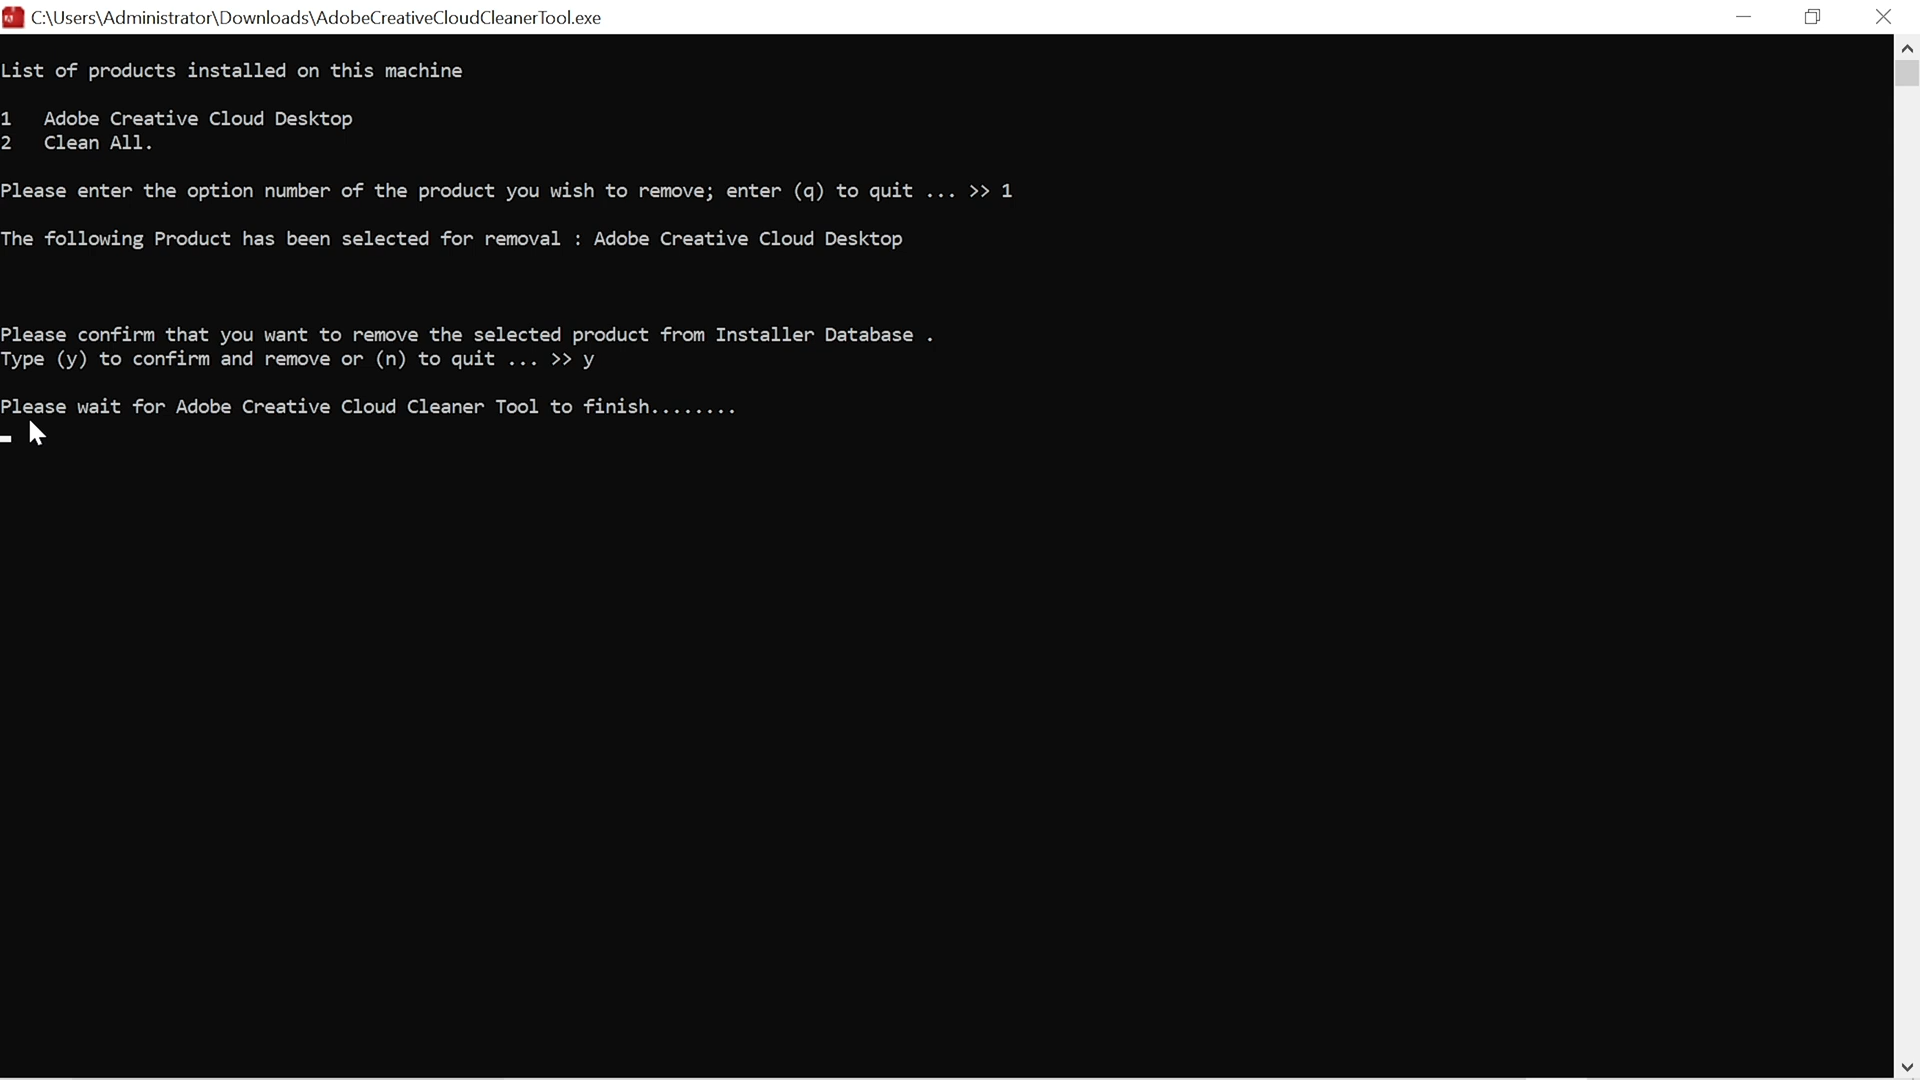 C:\Users\Administrator\Downloads\AdobeCreativeCloudCleanerTool.exe
List of products installed on this machine
1   Adobe Creative Cloud Desktop
2   Clean All.
Please enter the option number of the product you wish to remove; enter (q) to quit ... >> 1
The following Product has been selected for removal : Adobe Creative Cloud Desktop
Please confirm that you want to remove the selected product from Installer Database .
Type (y) to confirm and remove or (n) to quit ... >> y
Please wait for Adobe Creative Cloud Cleaner Tool to finish........